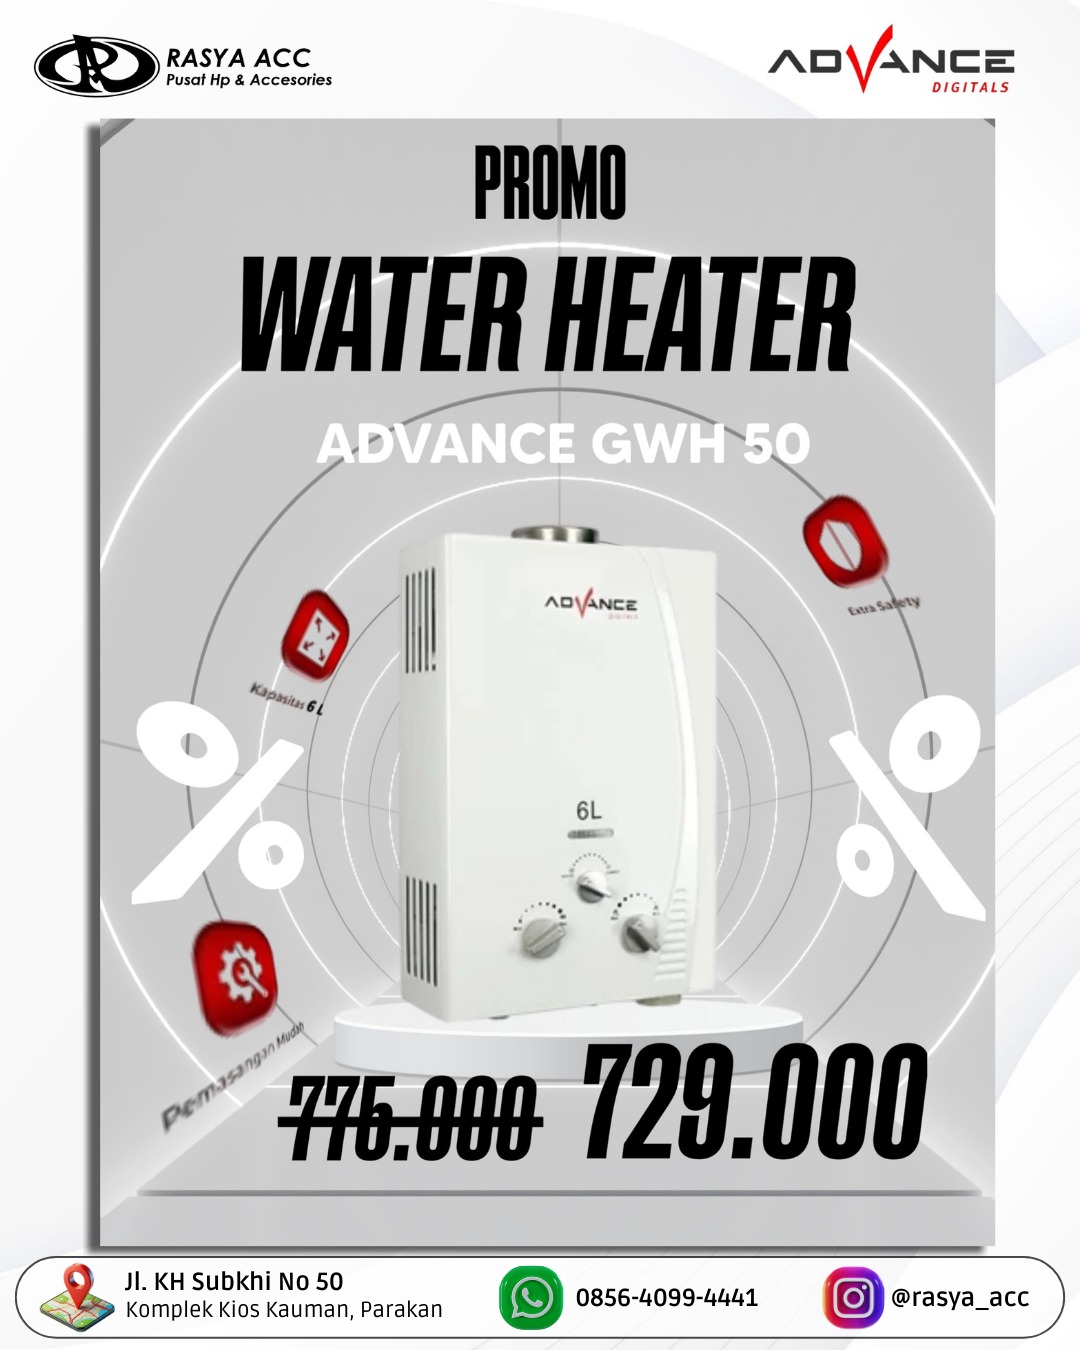 RASYA ACC
Pusat Hp & Accesories
ADVANCE
DIGITALS
PROMO
WATER HEATER
ADVANCE GWH 50
Extra Safety
ADVANCE
DIGITALS
Kapasitas 6 L
6L
Pemasangan Mudah
775.000
729.000
Jl. KH Subkhi No 50
Komplek Kios Kauman, Parakan
0856-4099-4441
@rasya_acc